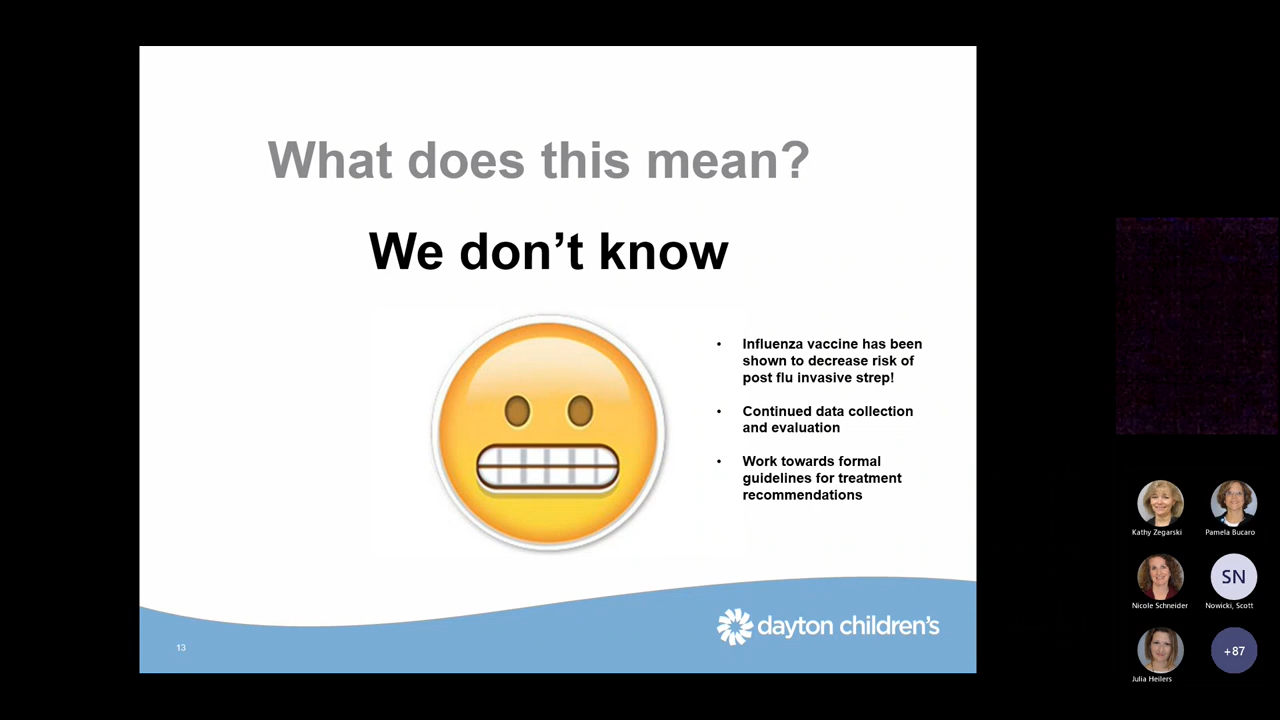 What does this mean?
We don't know
• Influenza vaccine has been
shown to decrease risk of
post flu invasive strep!
• Continued data collection
and evaluation
• Work towards formal
guidelines for treatment
recommendations
13
dayton children's
Kathy Zegarski
Pamela Bucaro
Nicole Schneider
SN
Nowicki, Scott
Julia Heilers
+87